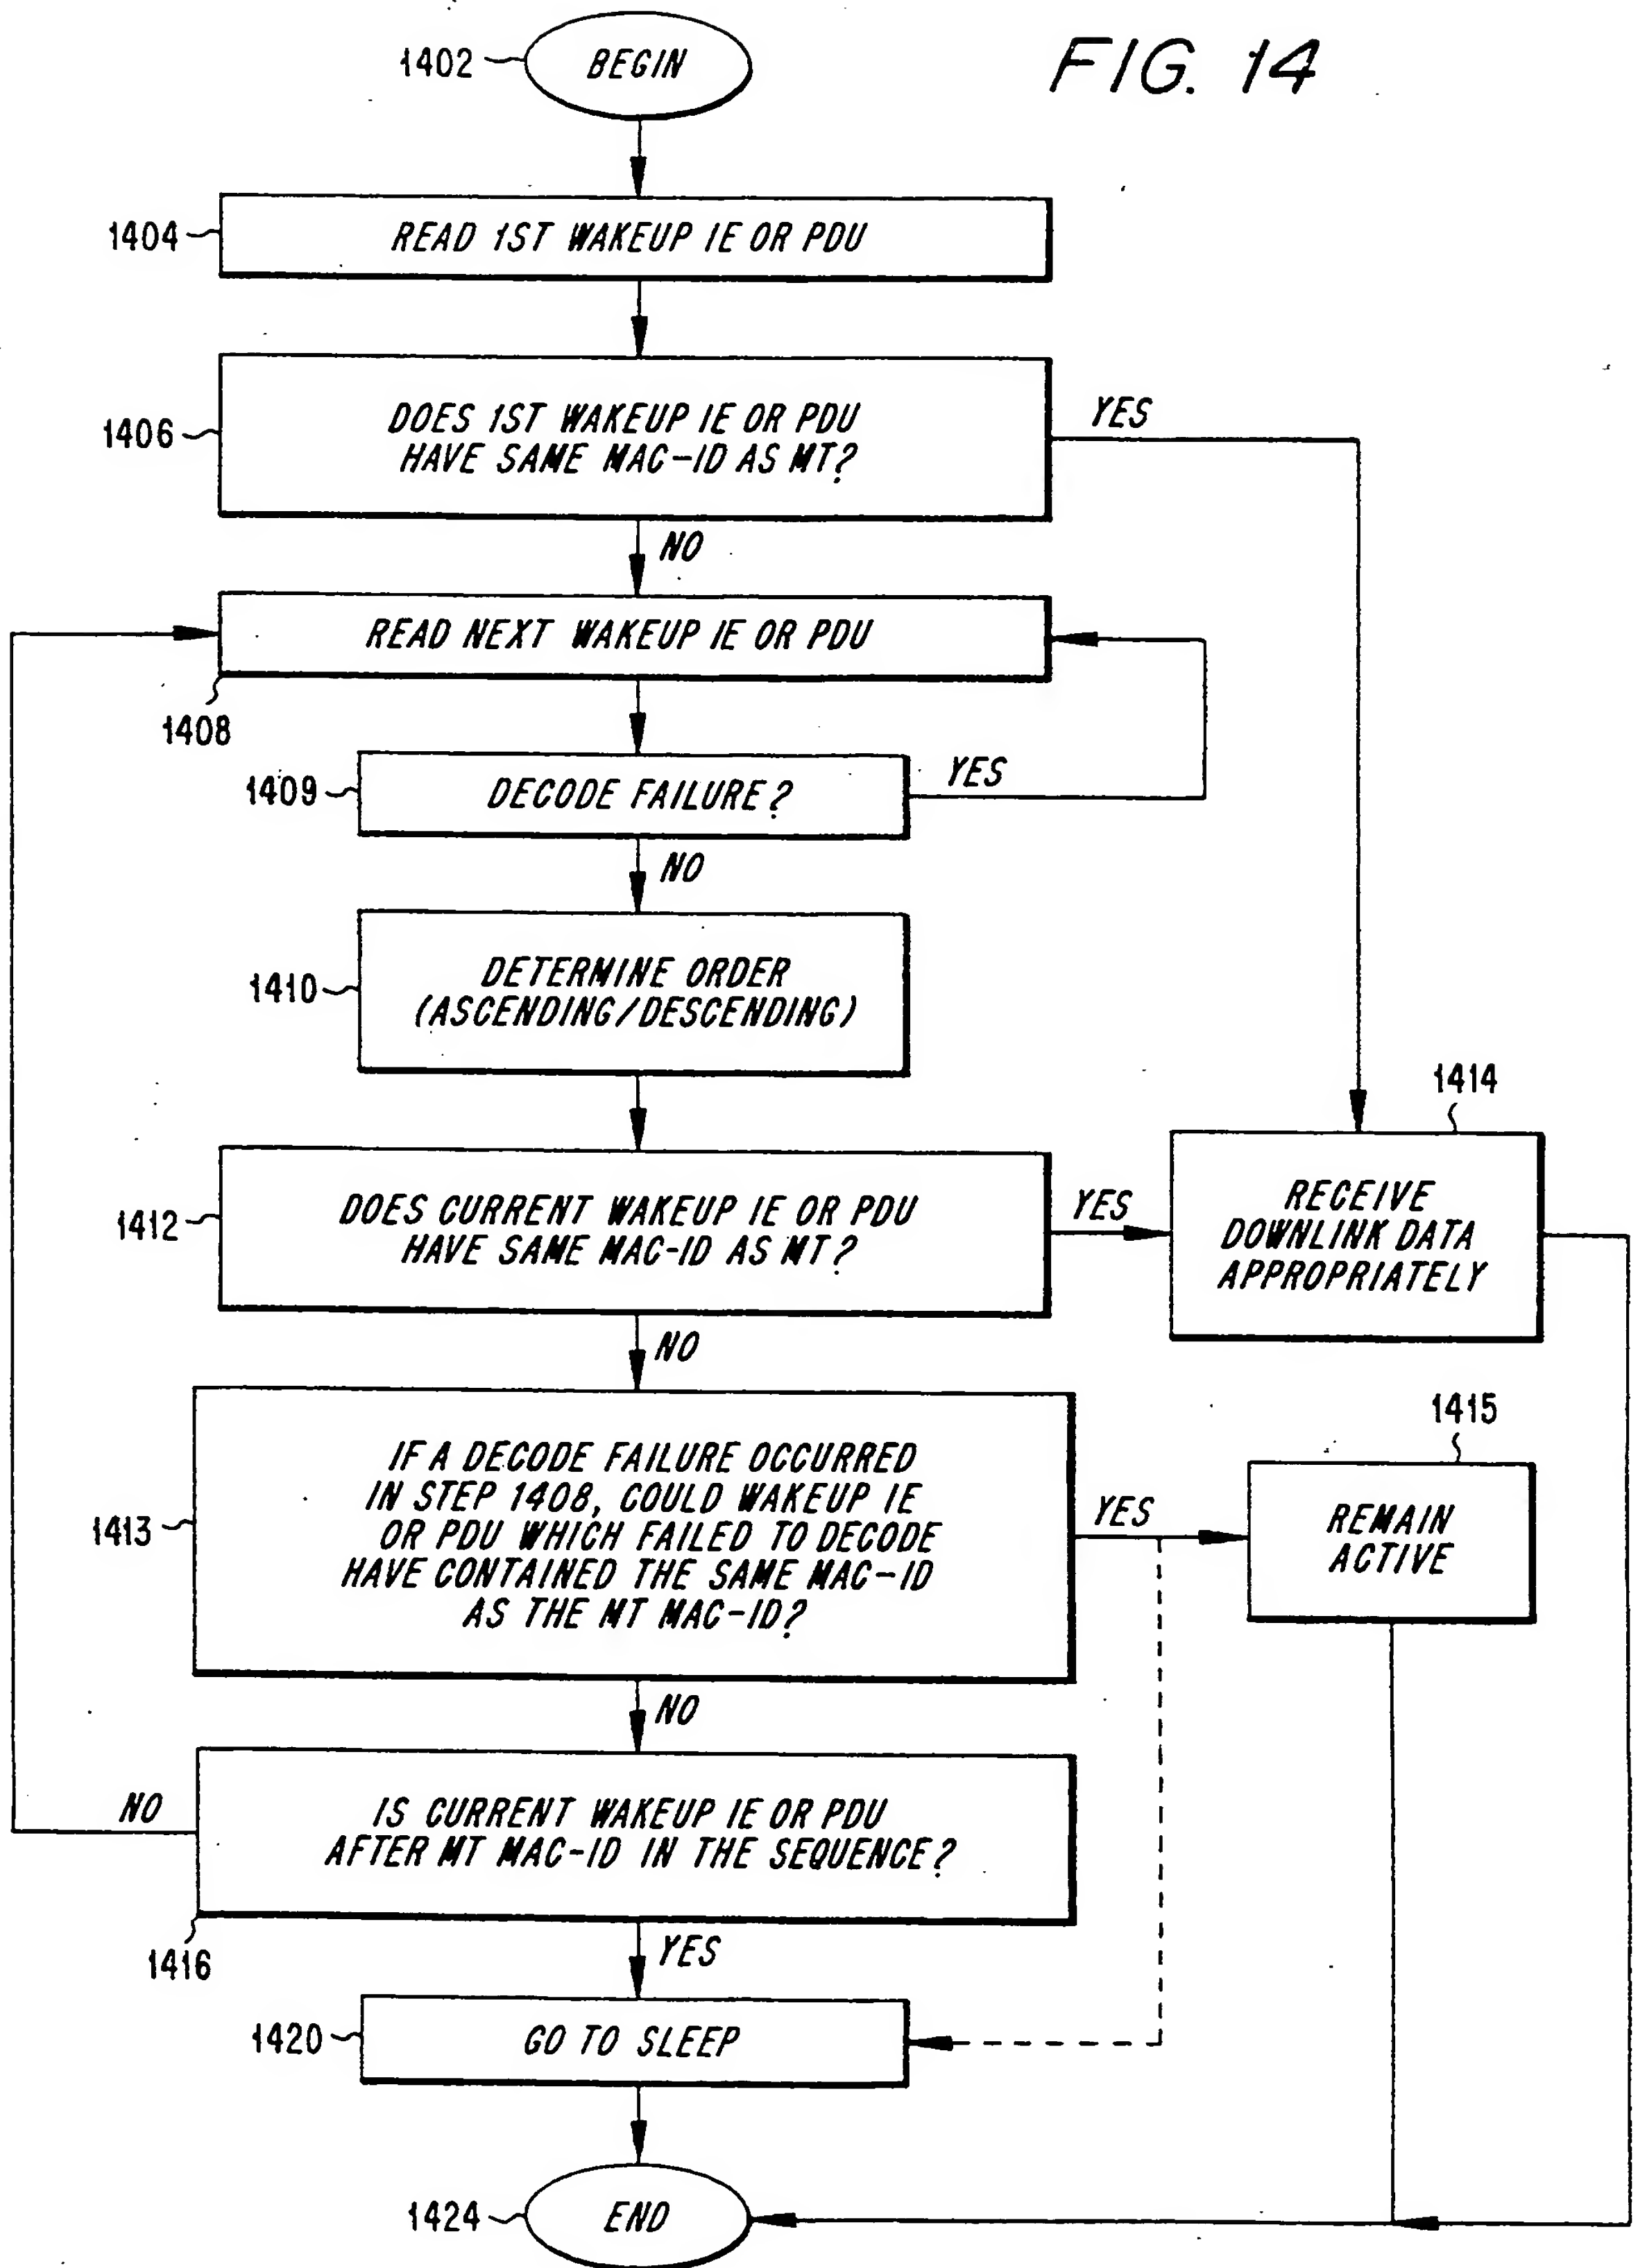 FIG. 14
1402
BEGIN
1404
READ 1ST WAKEUP IE OR PDU
1406
DOES 1ST WAKEUP IE OR PDU
HAVE SAME MAC-ID AS MT?
YES
NO
READ NEXT WAKEUP IE OR PDU
1408
1409
DECODE FAILURE?
YES
NO
1410
DETERMINE ORDER
(ASCENDING/DESCENDING)
1414
RECEIVE
DOWNLINK DATA
APPROPRIATELY
1412
DOES CURRENT WAKEUP IE OR PDU
HAVE SAME MAC-ID AS MT?
YES
NO
1415
REMAIN
ACTIVE
1413
IF A DECODE FAILURE OCCURRED
IN STEP 1408, COULD WAKEUP IE
OR PDU WHICH FAILED TO DECODE
HAVE CONTAINED THE SAME MAC-ID
AS THE MT MAC-ID?
YES
NO
NO
IS CURRENT WAKEUP IE OR PDU
AFTER MT MAC-ID IN THE SEQUENCE?
1416
YES
1420
GO TO SLEEP
1424
END